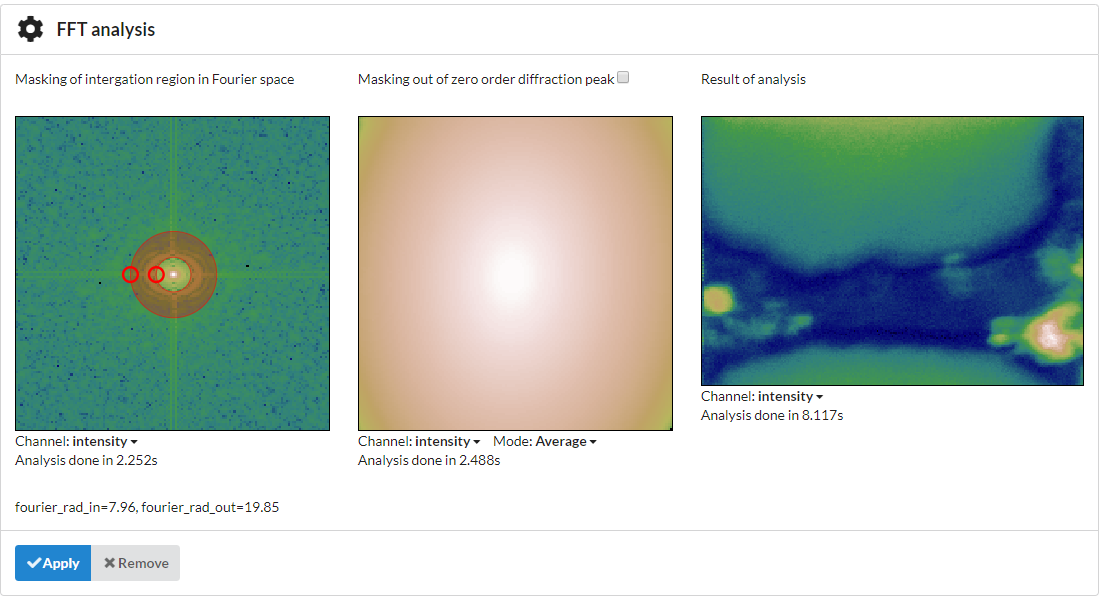 FFT analysis
Masking of intergation region in Fourier space
Masking out of zero order diffraction peak
Result of analysis
Channel: intensity
Analysis done in 2.252s
Channel: intensity Mode: Average
Analysis done in 2.488s
Channel: intensity
Analysis done in 8.117s
fourier_rad_in=7.96, fourier_rad_out=19.85
Apply Remove